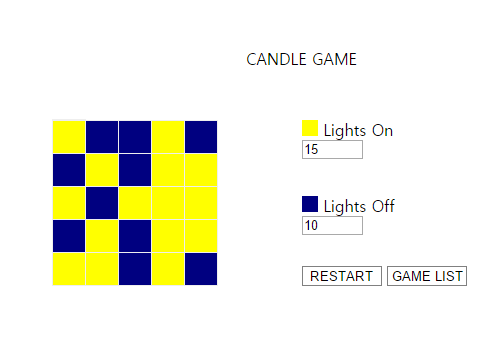 CANDLE GAME
Lights On
15
Lights Off
10
RESTART GAME LIST